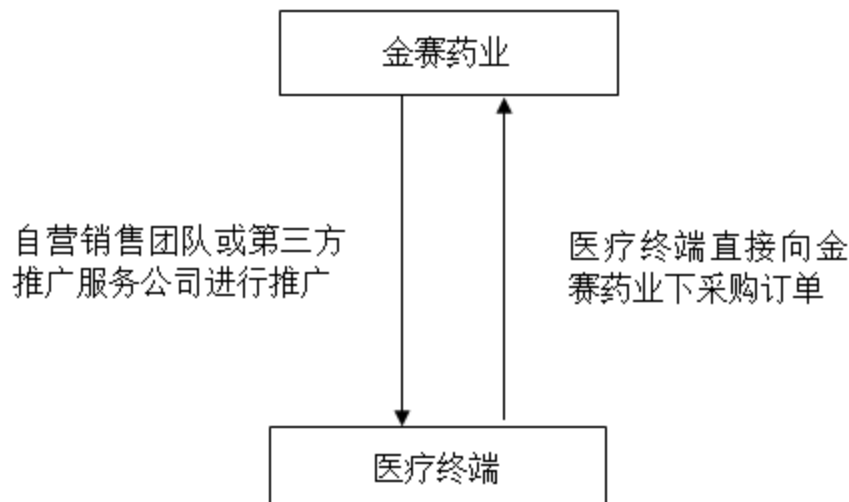 金赛药业
自营销售团队或第三方
推广服务公司进行推广
医疗终端直接向金
赛药业下采购订单
医疗终端